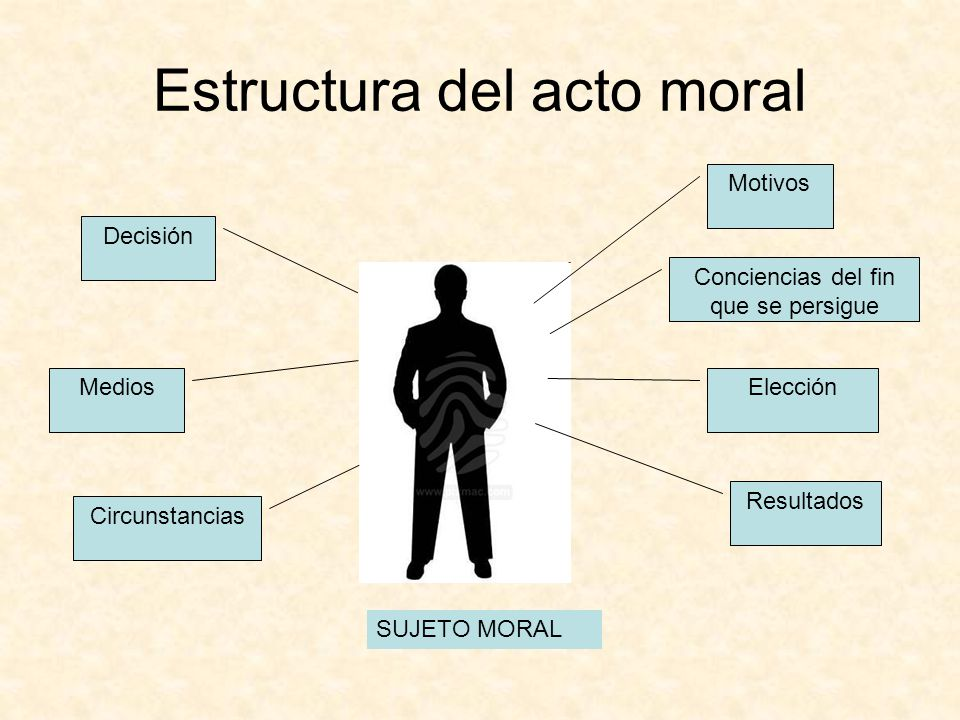 Estructura del acto moral
Motivos
Decisión
Conciencias del fin
que se persigue
Medios
Elección
Circunstancias
Resultados
SUJETO MORAL